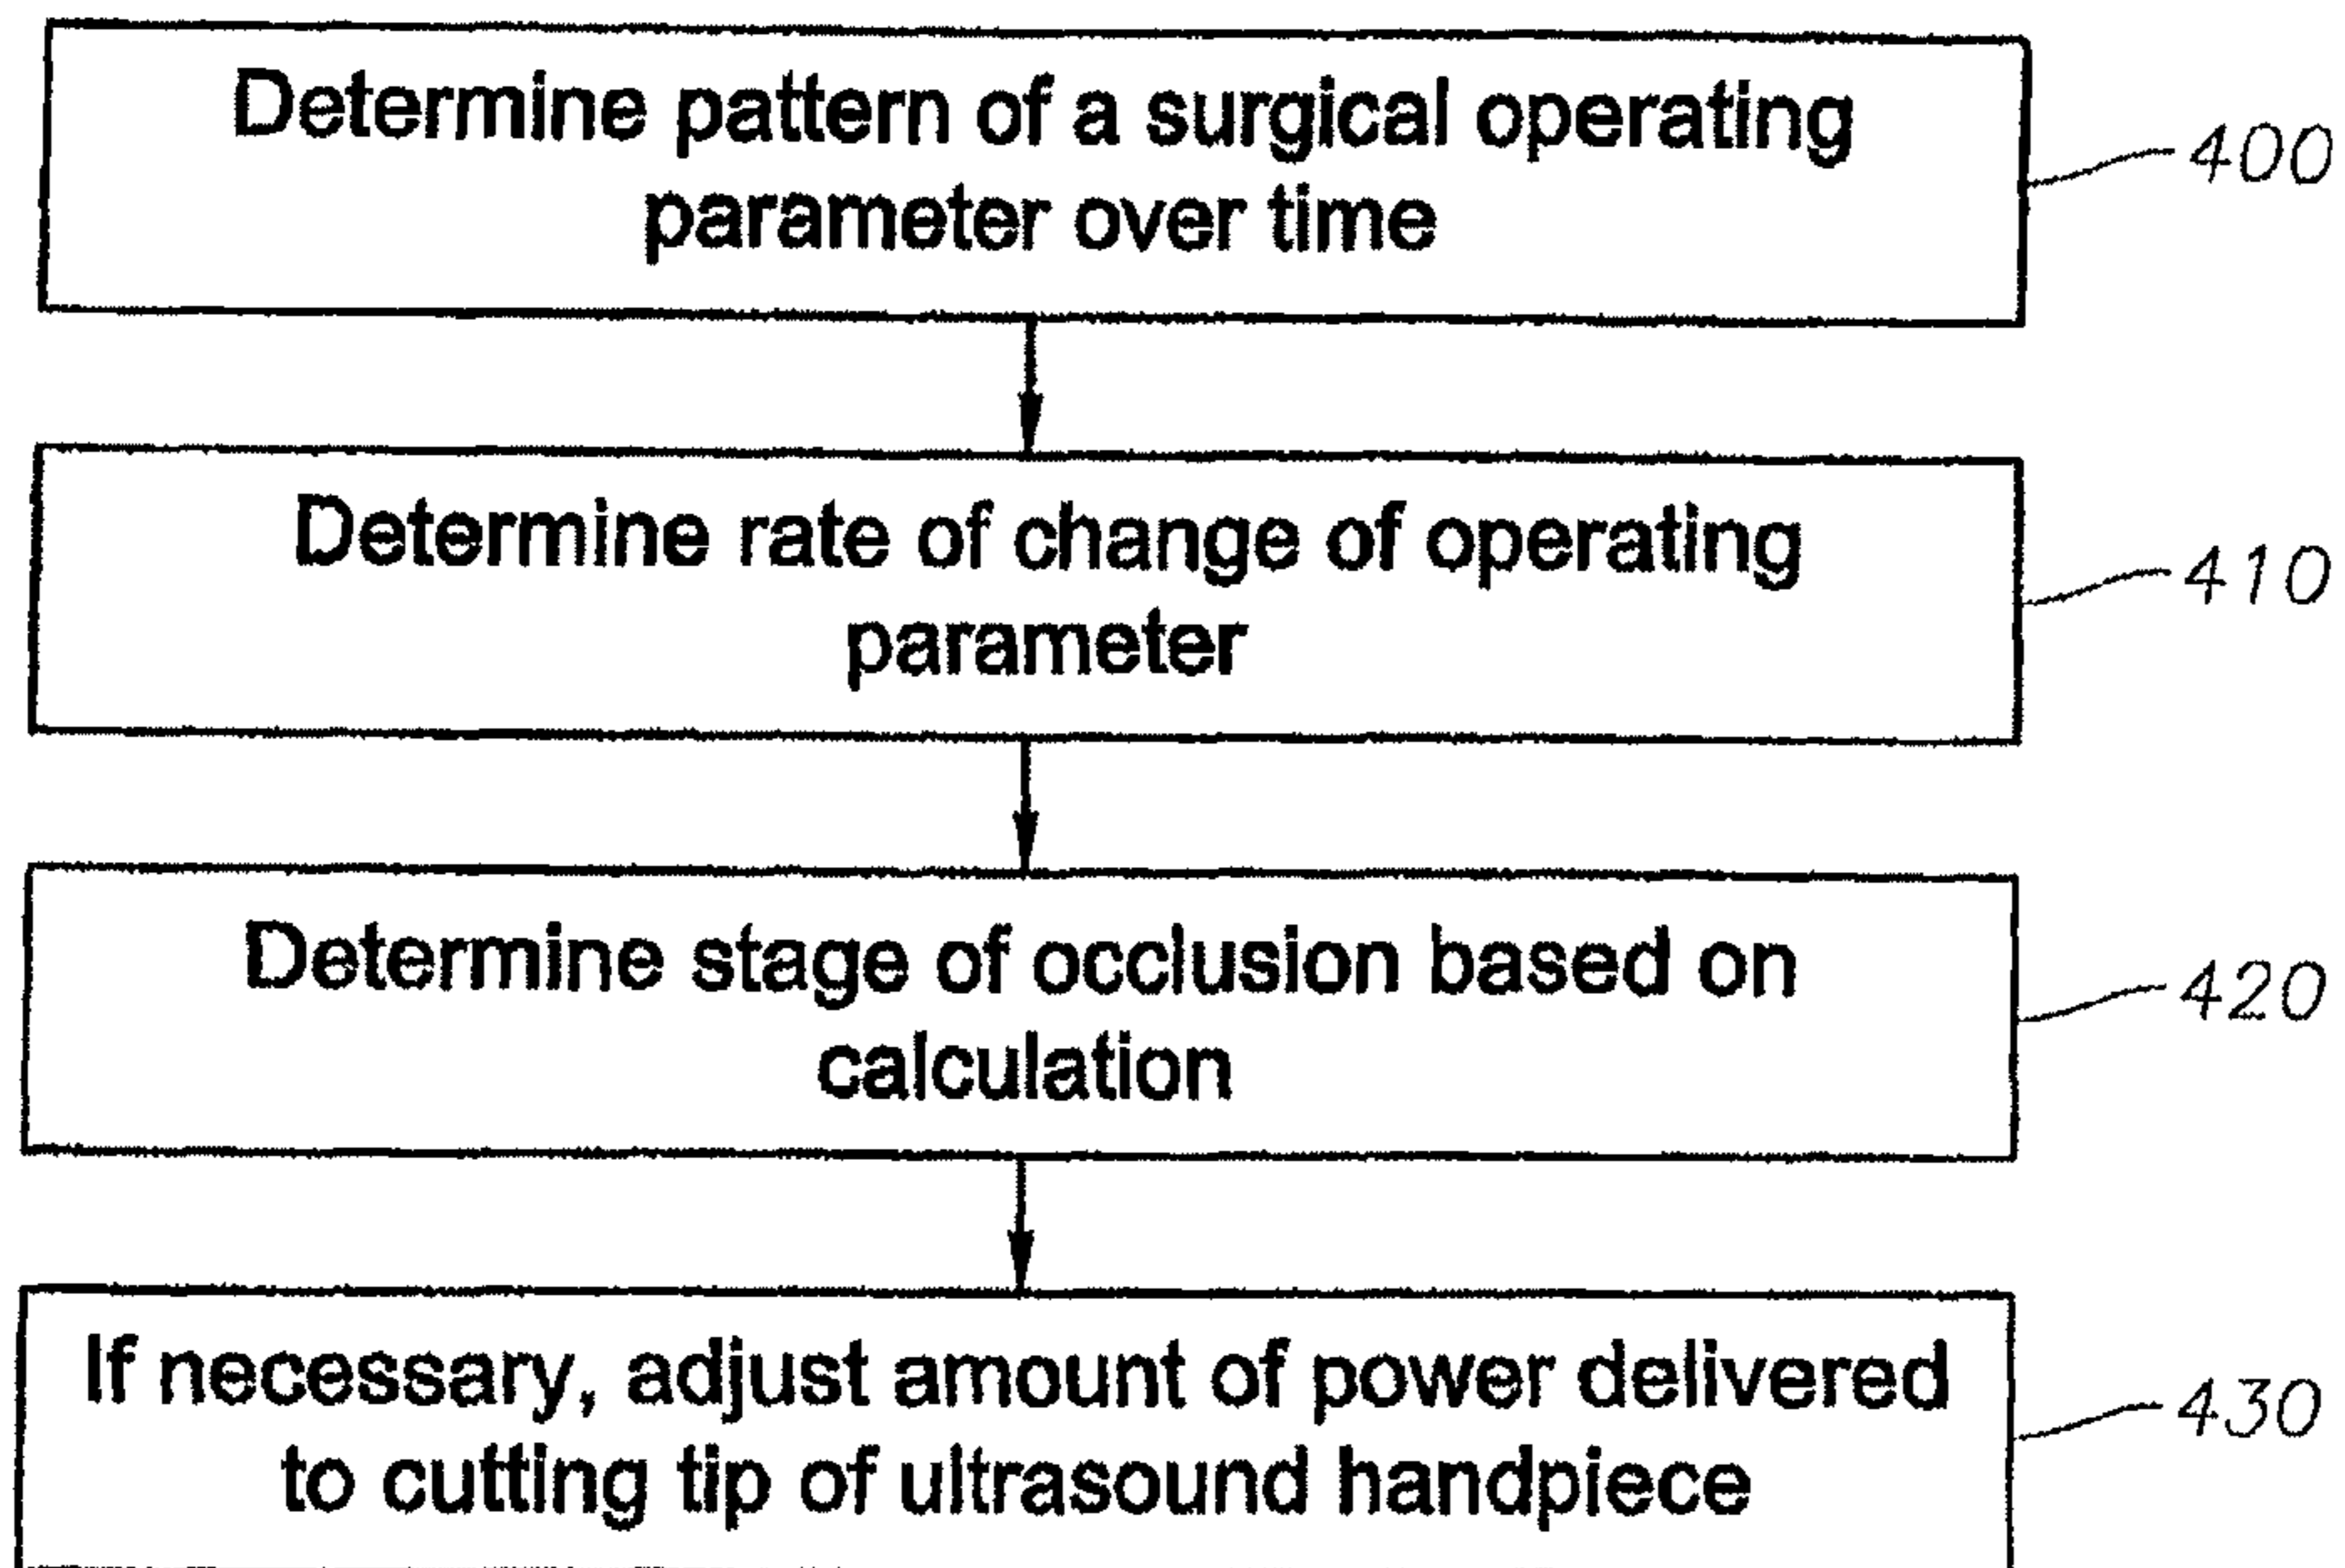 Determine pattern of a surgical operating
parameter over time
400
Determine rate of change of operating
parameter
410
Determine stage of occlusion based on
calculation
420
If necessary, adjust amount of power delivered
to cutting tip of ultrasound handpiece
430